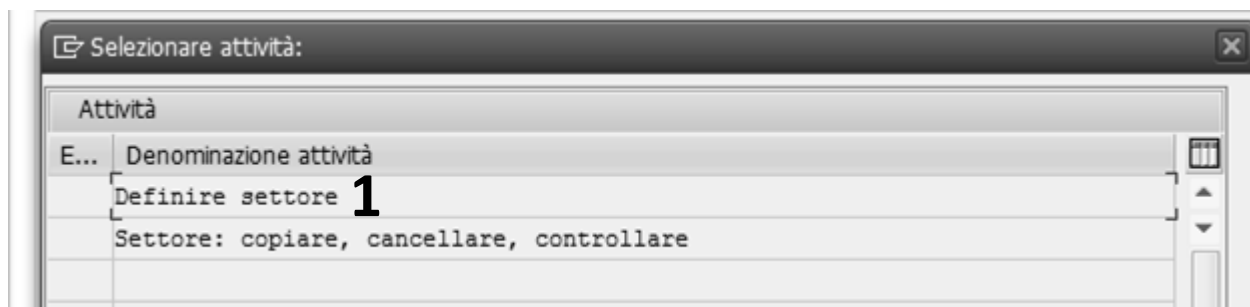 Selezionare attività:
Attività
E... Denominazione attività
Definire settore 1
Settore: copiare, cancellare, controllare